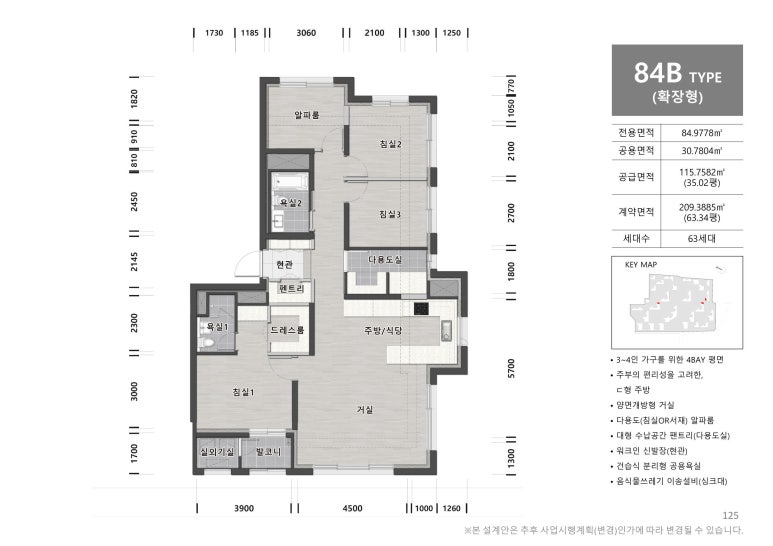 1730 1185 3060 2100 1300 1250
1820
910
810
2450
2145
2300
3000
1700
770
1050
2100
2700
1800
5700
1300
3900 4500 1000 1260
알파룸
침실2
욕실2
침실3
현관
다용도실
펜트리
욕실1
드레스룸
주방/식당
침실1
거실
실외기실
발코니
84B TYPE
(확장형)
전용면적 84.9778㎡
공용면적 30.7804㎡
공급면적 115.7582㎡
(35.02평)
계약면적 209.3885㎡
(63.34평)
세대수 63세대
KEY MAP
• 3~4인 가구를 위한 4BAY 평면
• 주부의 편리성을 고려한,
ㄷ형 주방
• 양면개방형 거실
• 다용도(침실OR서재) 알파룸
• 대형 수납공간 팬트리(다용도실)
• 워크인 신발장(현관)
• 건습식 분리형 공용욕실
• 음식물쓰레기 이송설비(싱크대)
125
※본 설계안은 추후 사업시행계획(변경)인가에 따라 변경될 수 있습니다.